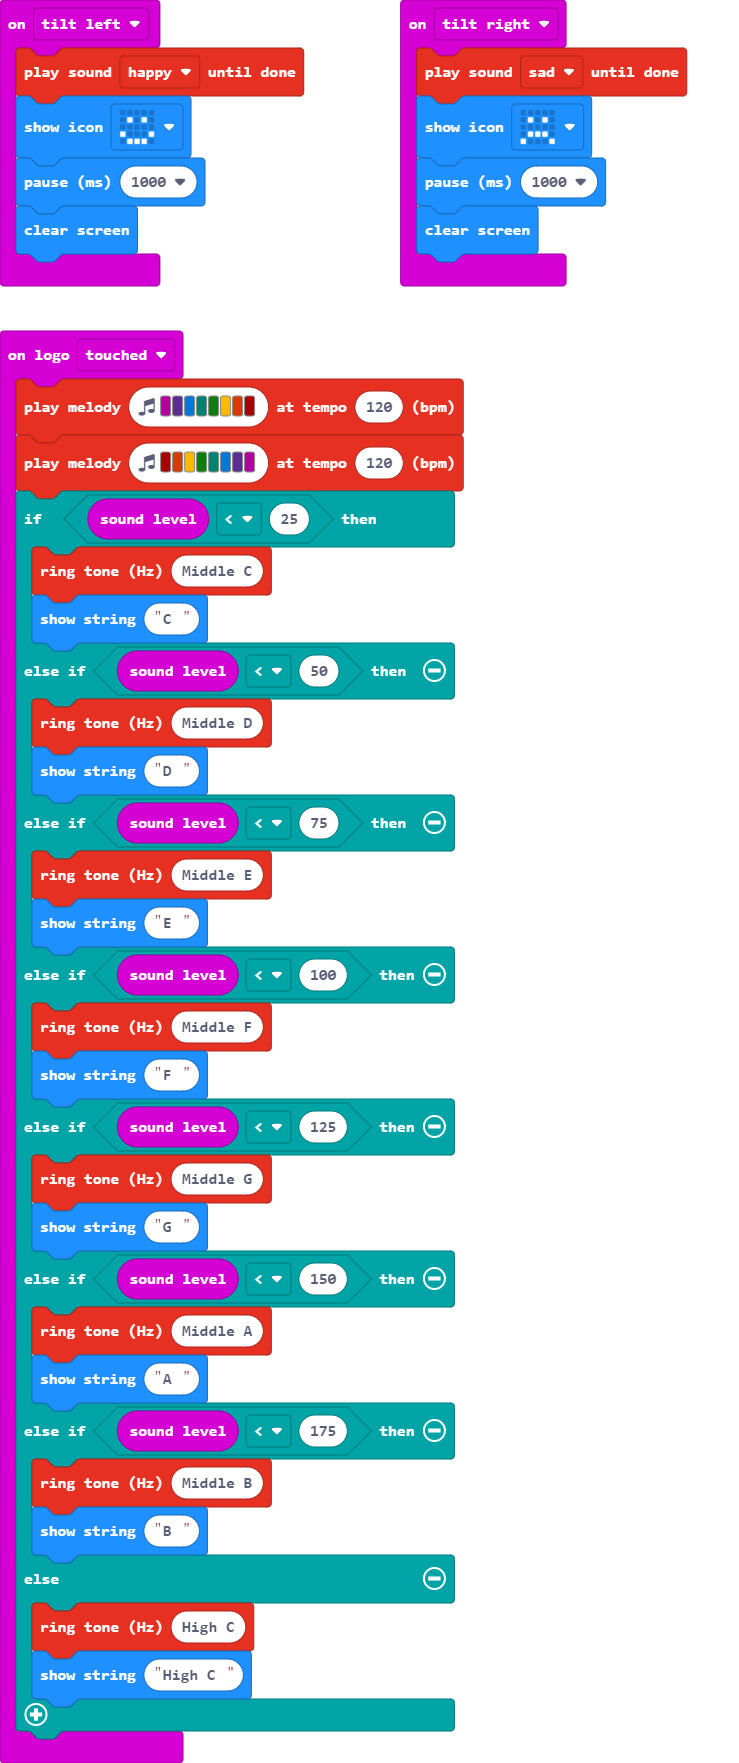 on tilt left
play sound happy until done
show icon
pause (ms) 1000
clear screen
on tilt right
play sound sad until done
show icon
pause (ms) 1000
clear screen
on logo touched
play melody at tempo 120 (bpm)
play melody at tempo 120 (bpm)
if sound level < 25 then
ring tone (Hz) Middle C
show string "C "
else if sound level < 50 then
ring tone (Hz) Middle D
show string "D "
else if sound level < 75 then
ring tone (Hz) Middle E
show string "E "
else if sound level < 100 then
ring tone (Hz) Middle F
show string "F "
else if sound level < 125 then
ring tone (Hz) Middle G
show string "G "
else if sound level < 150 then
ring tone (Hz) Middle A
show string "A "
else if sound level < 175 then
ring tone (Hz) Middle B
show string "B "
else
ring tone (Hz) High C
show string "High C "